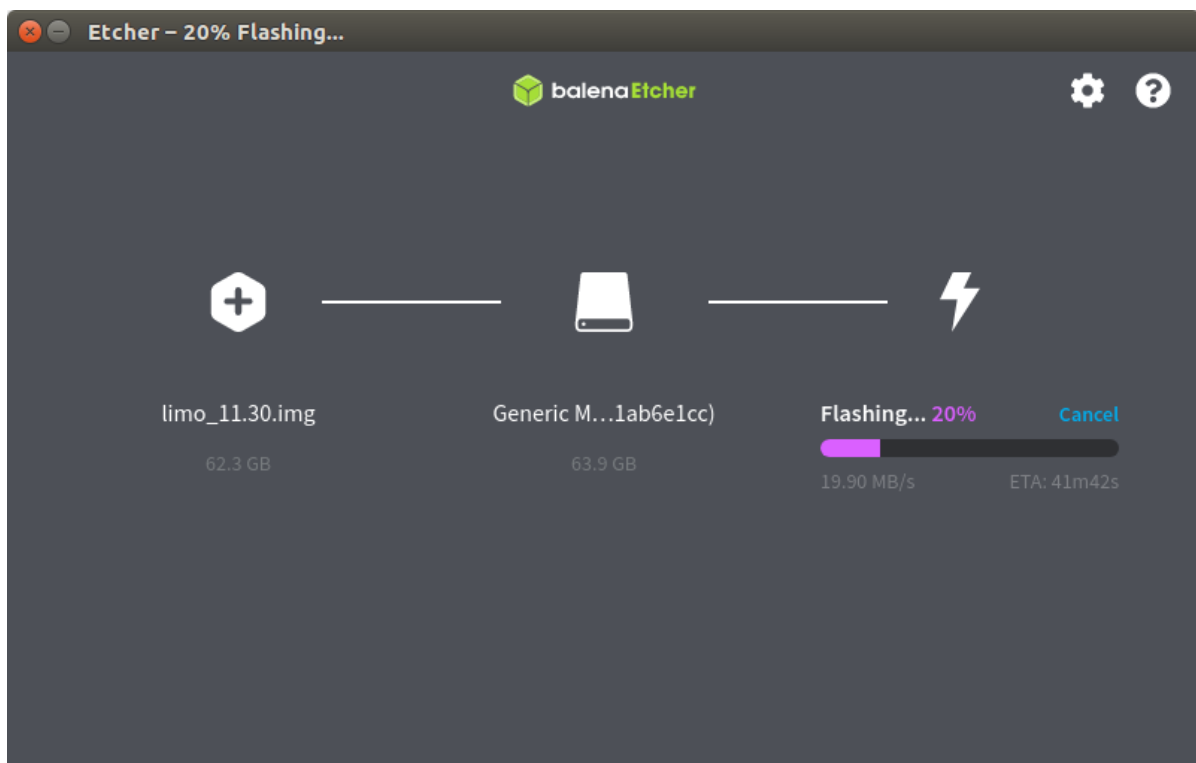 Etcher – 20% Flashing...
balenaEtcher
limo_11.30.img
62.3 GB
Generic M...1ab6e1cc)
63.9 GB
Flashing... 20%
Cancel
19.90 MB/s
ETA: 41m42s